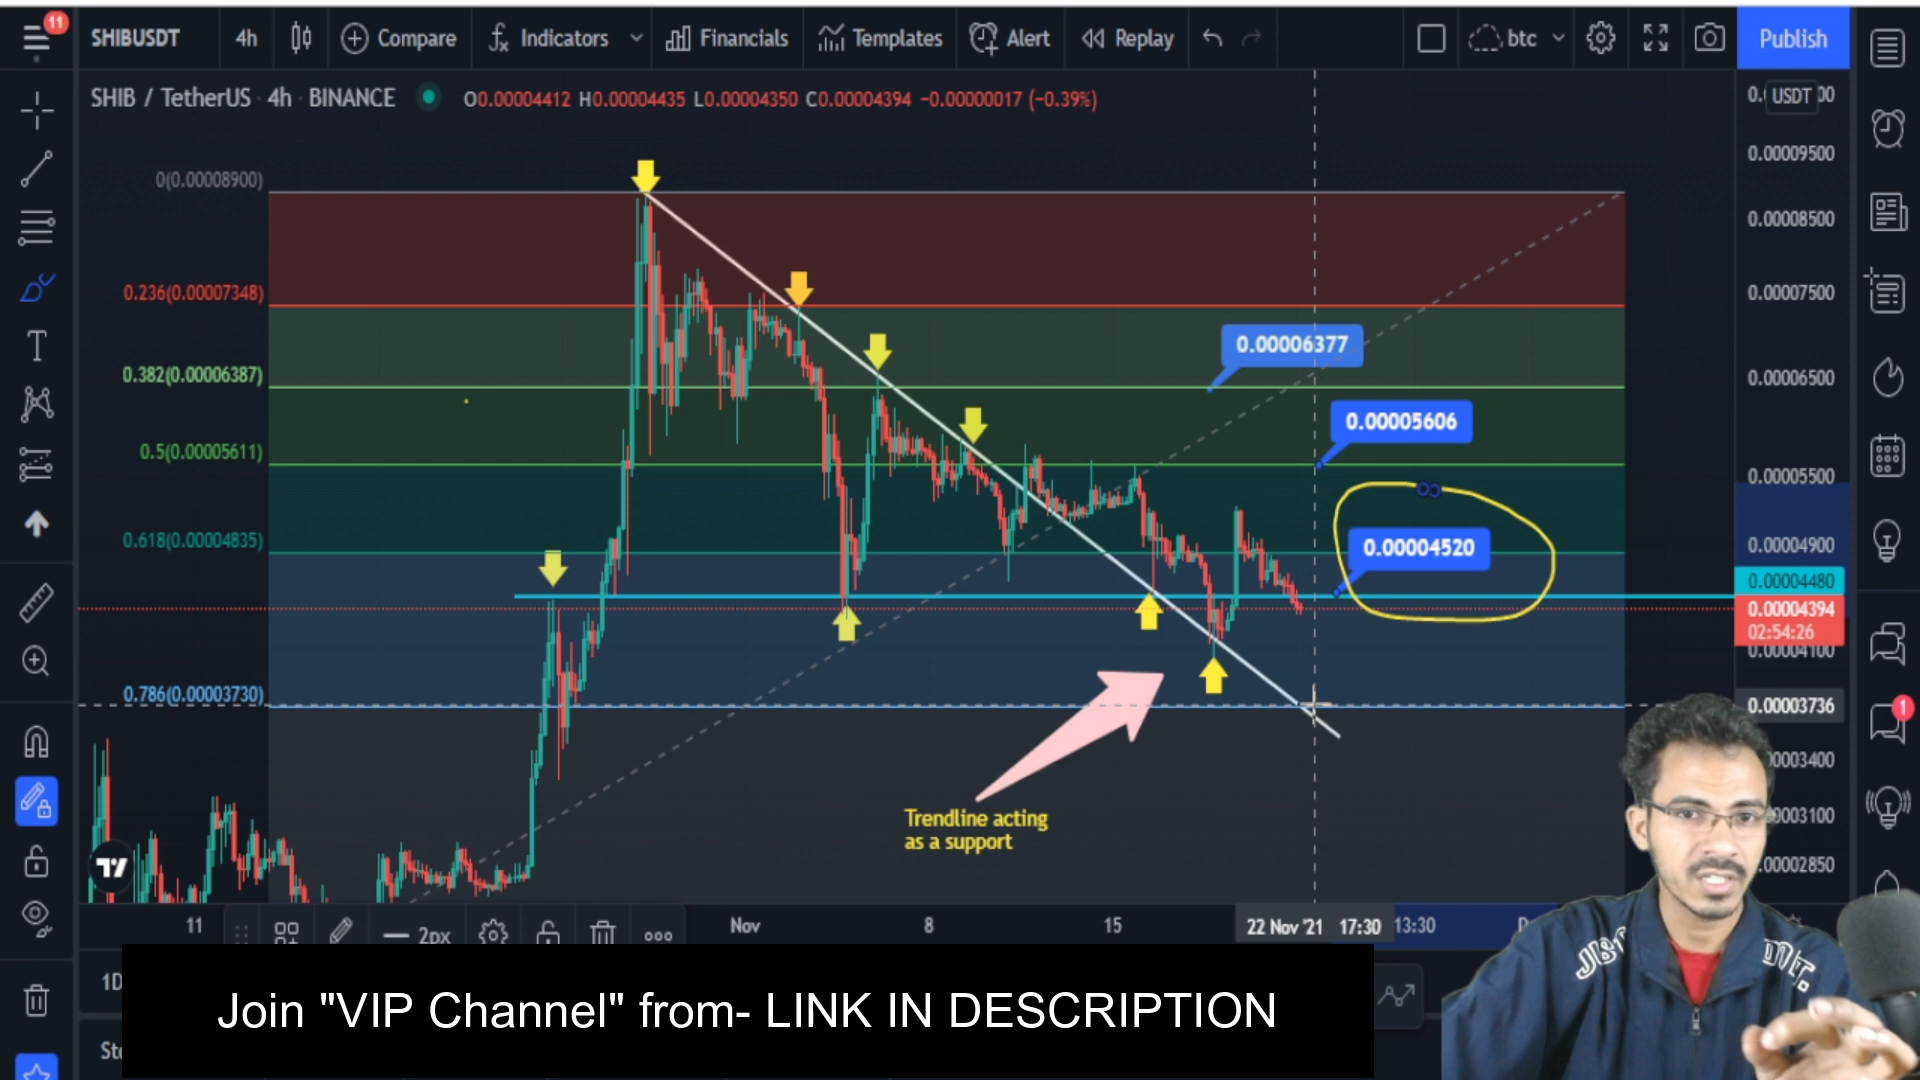 11
SHIBUSDT
4h
Compare
Indicators
Financials
Templates
Alert
Replay
btc
Publish
SHIB / TetherUS 4h · BINANCE O0.00004412 H0.00004435 L0.00004350 C0.00004394 −0.00000017 (−0.39%)
USDT
0.00009500
0(0.00008900)
0.00008500
0.236(0.00007348)
0.00007500
0.00006377
0.382(0.00006387)
0.00006500
0.00005606
0.5(0.00005611)
0.00005500
0.618(0.00004835)
0.00004520
0.00004900
0.00004480
0.00004394
02:54:26
0.00004100
0.786(0.00003730)
0.00003736
1
Trendline acting
as a support
11
2px
Nov
8
15
22 Nov '21 17:30
13:30
1D
Join "VIP Channel" from- LINK IN DESCRIPTION